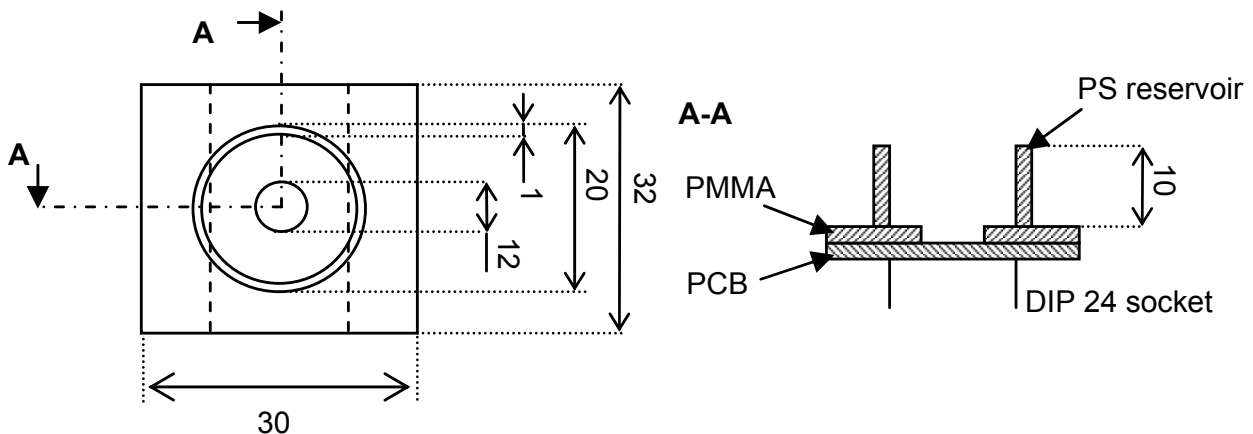 A
A
1
20
32
12
30
A-A
PS reservoir
PMMA
10
PCB
DIP 24 socket